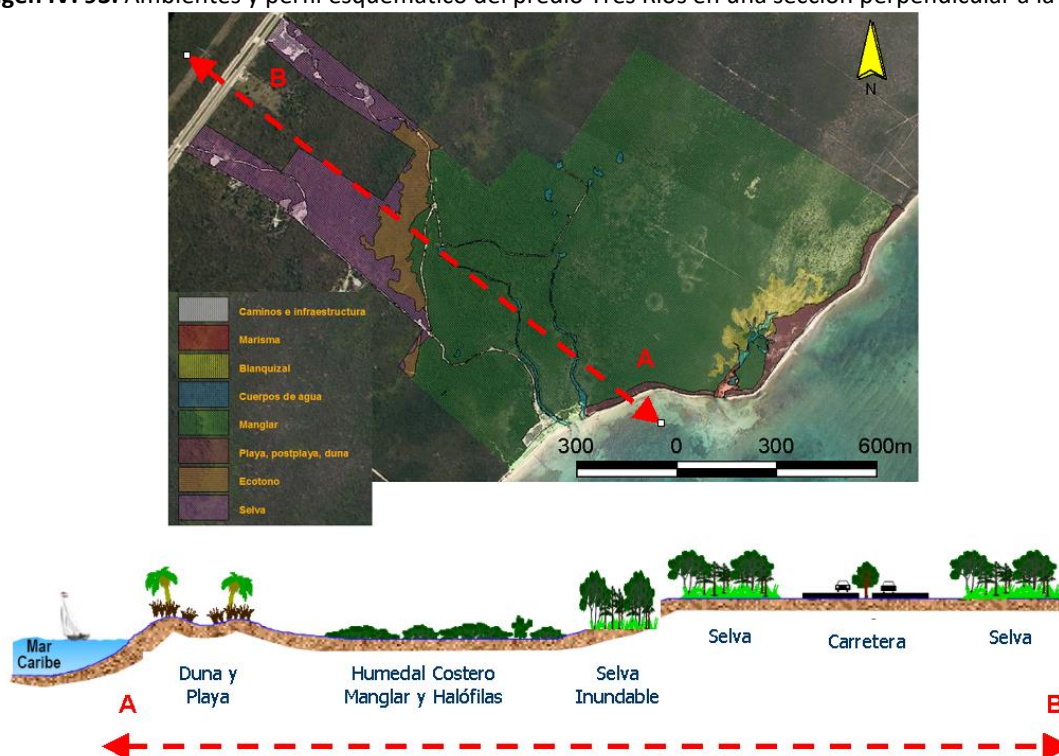 IV. 93. Ambientes y perfil esquemático del predio Tres Ríos en una sección perpendicular a la
B
N
A
300 0 300 600m
Caminos e infraestructura
Marisma
Blanquizal
Cuerpos de agua
Manglar
Playa, postplaya, duna
Ecotono
Selva
Mar
Caribe
Duna y
Playa
Humedal Costero
Manglar y Halófilas
Selva
Inundable
Selva
Carretera
Selva
A
B